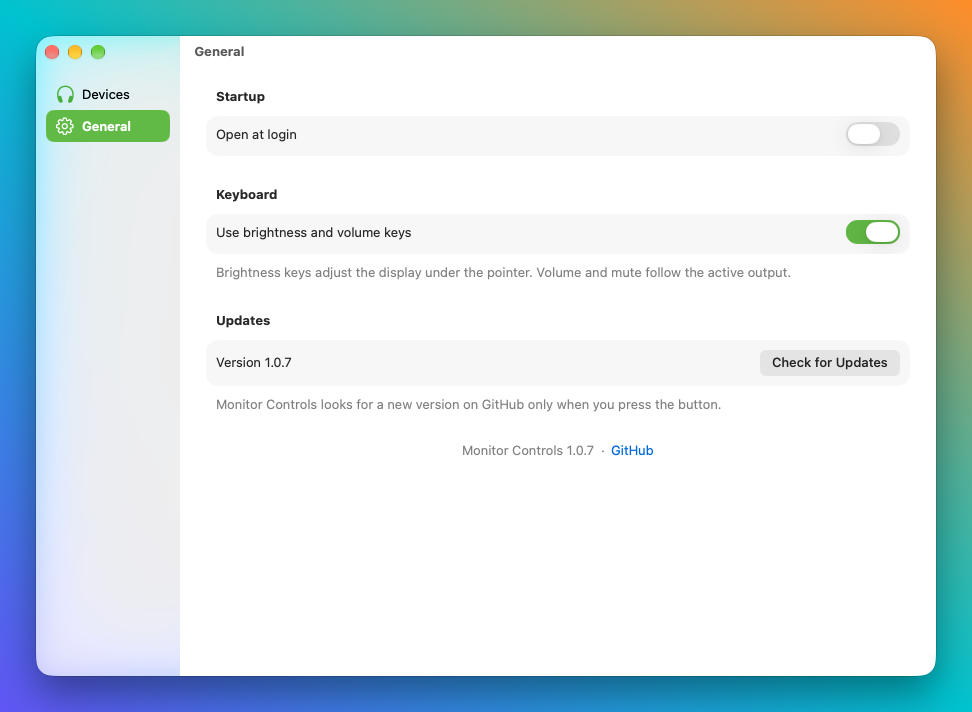 General
Devices
General
Startup
Open at login
Keyboard
Use brightness and volume keys
Brightness keys adjust the display under the pointer. Volume and mute follow the active output.
Updates
Version 1.0.7
Check for Updates
Monitor Controls looks for a new version on GitHub only when you press the button.
Monitor Controls 1.0.7 · GitHub